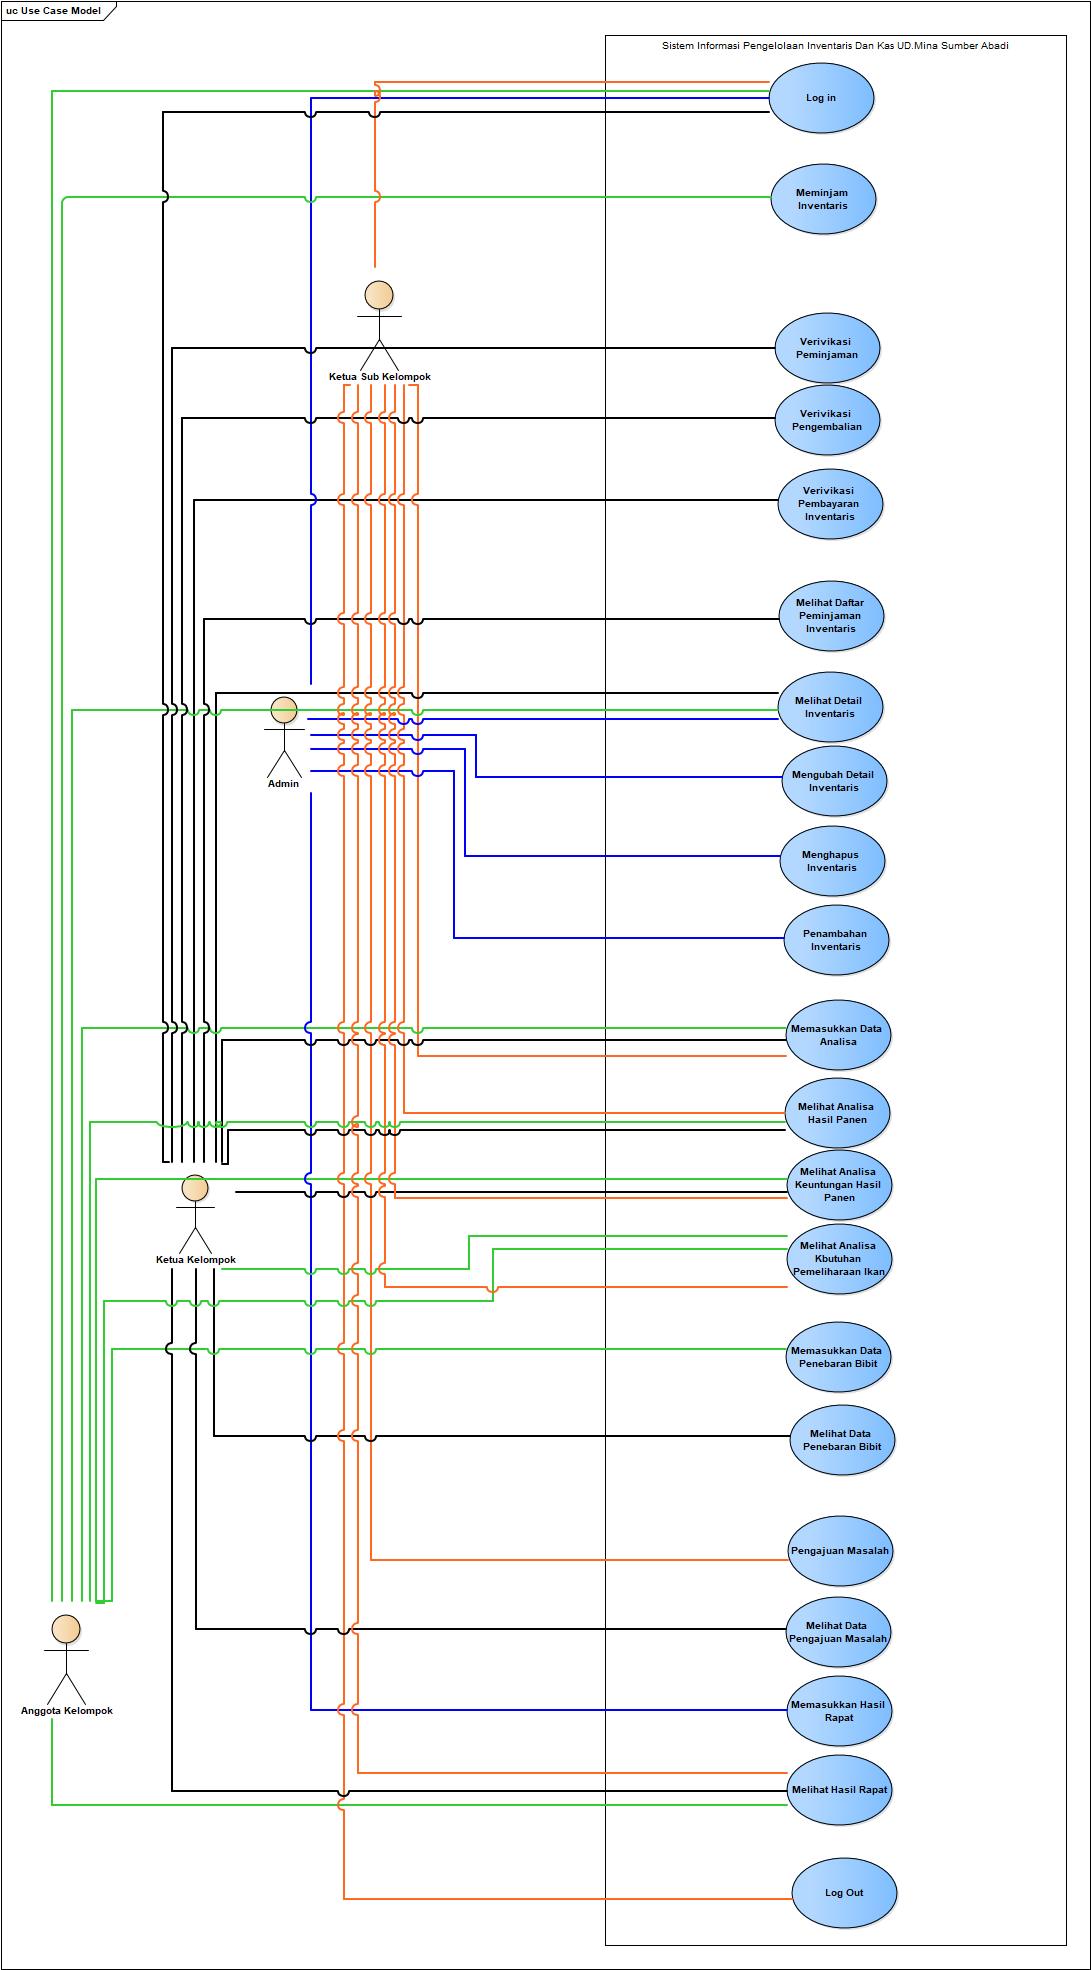 uc Use Case Model
Sistem Informasi Pengelolaan Inventaris Dan Kas UD.Mina Sumber Abadi
Log in
Meminjam
Inventaris
Verivikasi
Peminjaman
Ketua Sub Kelompok
Verivikasi
Pengembalian
Verivikasi
Pembayaran
Inventaris
Melihat Daftar
Peminjaman
Inventaris
Melihat Detail
Inventaris
Admin
Mengubah Detail
Inventaris
Menghapus
Inventaris
Penambahan
Inventaris
Memasukkan Data
Analisa
Melihat Analisa
Hasil Panen
Melihat Analisa
Keuntungan Hasil
Panen
Ketua Kelompok
Melihat Analisa
Kbutuhan
Pemeliharaan Ikan
Memasukkan Data
Penebaran Bibit
Melihat Data
Penebaran Bibit
Pengajuan Masalah
Melihat Data
Pengajuan Masalah
Anggota Kelompok
Memasukkan Hasil
Rapat
Melihat Hasil Rapat
Log Out